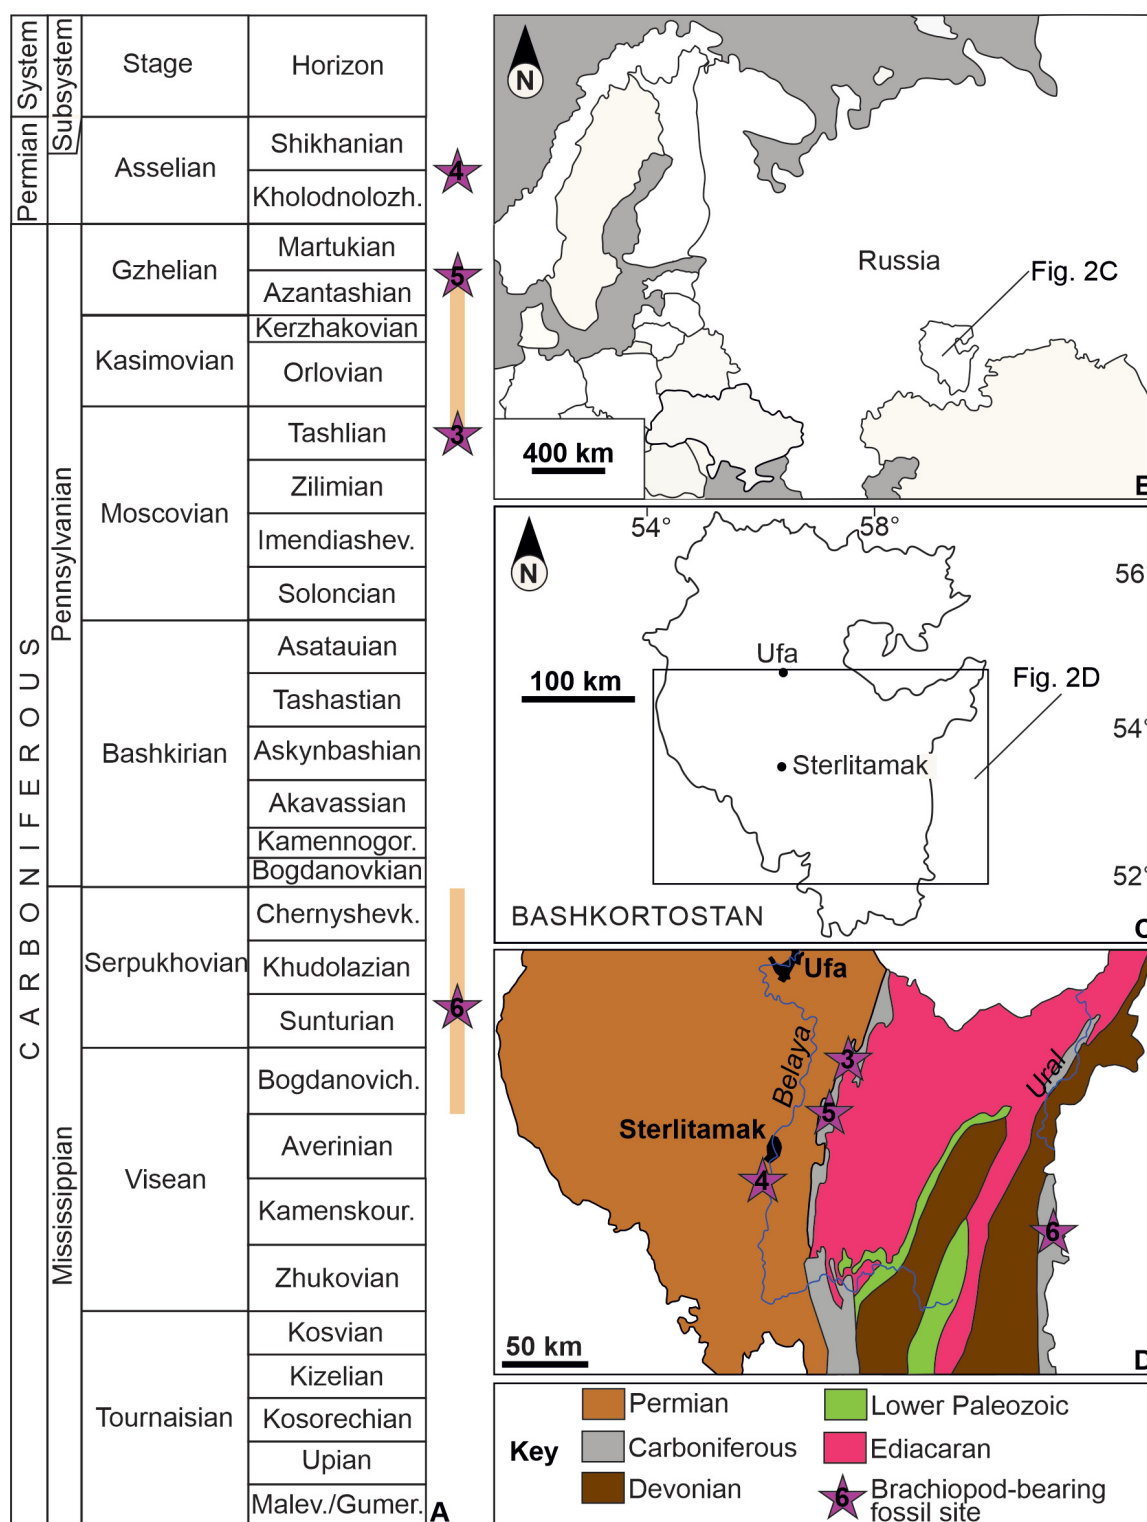 System
Subsystem
Stage
Horizon
Permian
Asselian
Shikhanian
Kholodnolozh.
4
CARBONIFEROUS
Pennsylvanian
Gzhelian
Martukian
5
Azantashian
Kasimovian
Kerzhakovian
Orlovian
Moscovian
Tashlian
3
Zilimian
Imendiashev.
Soloncian
Bashkirian
Asatauian
Tashastian
Askynbashian
Akavassian
Kamennogor.
Bogdanovkian
Mississippian
Serpukhovian
Chernyshevk.
Khudolazian
Sunturian
6
Visean
Bogdanovich.
Averinian
Kamenskour.
Zhukovian
Tournaisian
Kosvian
Kizelian
Kosorechian
Upian
Malev./Gumer.
A
N
Russia
Fig. 2C
400 km
B
54°
58°
N
56
Ufa
100 km
Fig. 2D
54°
Sterlitamak
52°
BASHKORTOSTAN
C
Ufa
Belaya
3
Ural
5
Sterlitamak
4
6
50 km
D
Key
Permian
Lower Paleozoic
Carboniferous
Ediacaran
Devonian
6
Brachiopod-bearing
fossil site